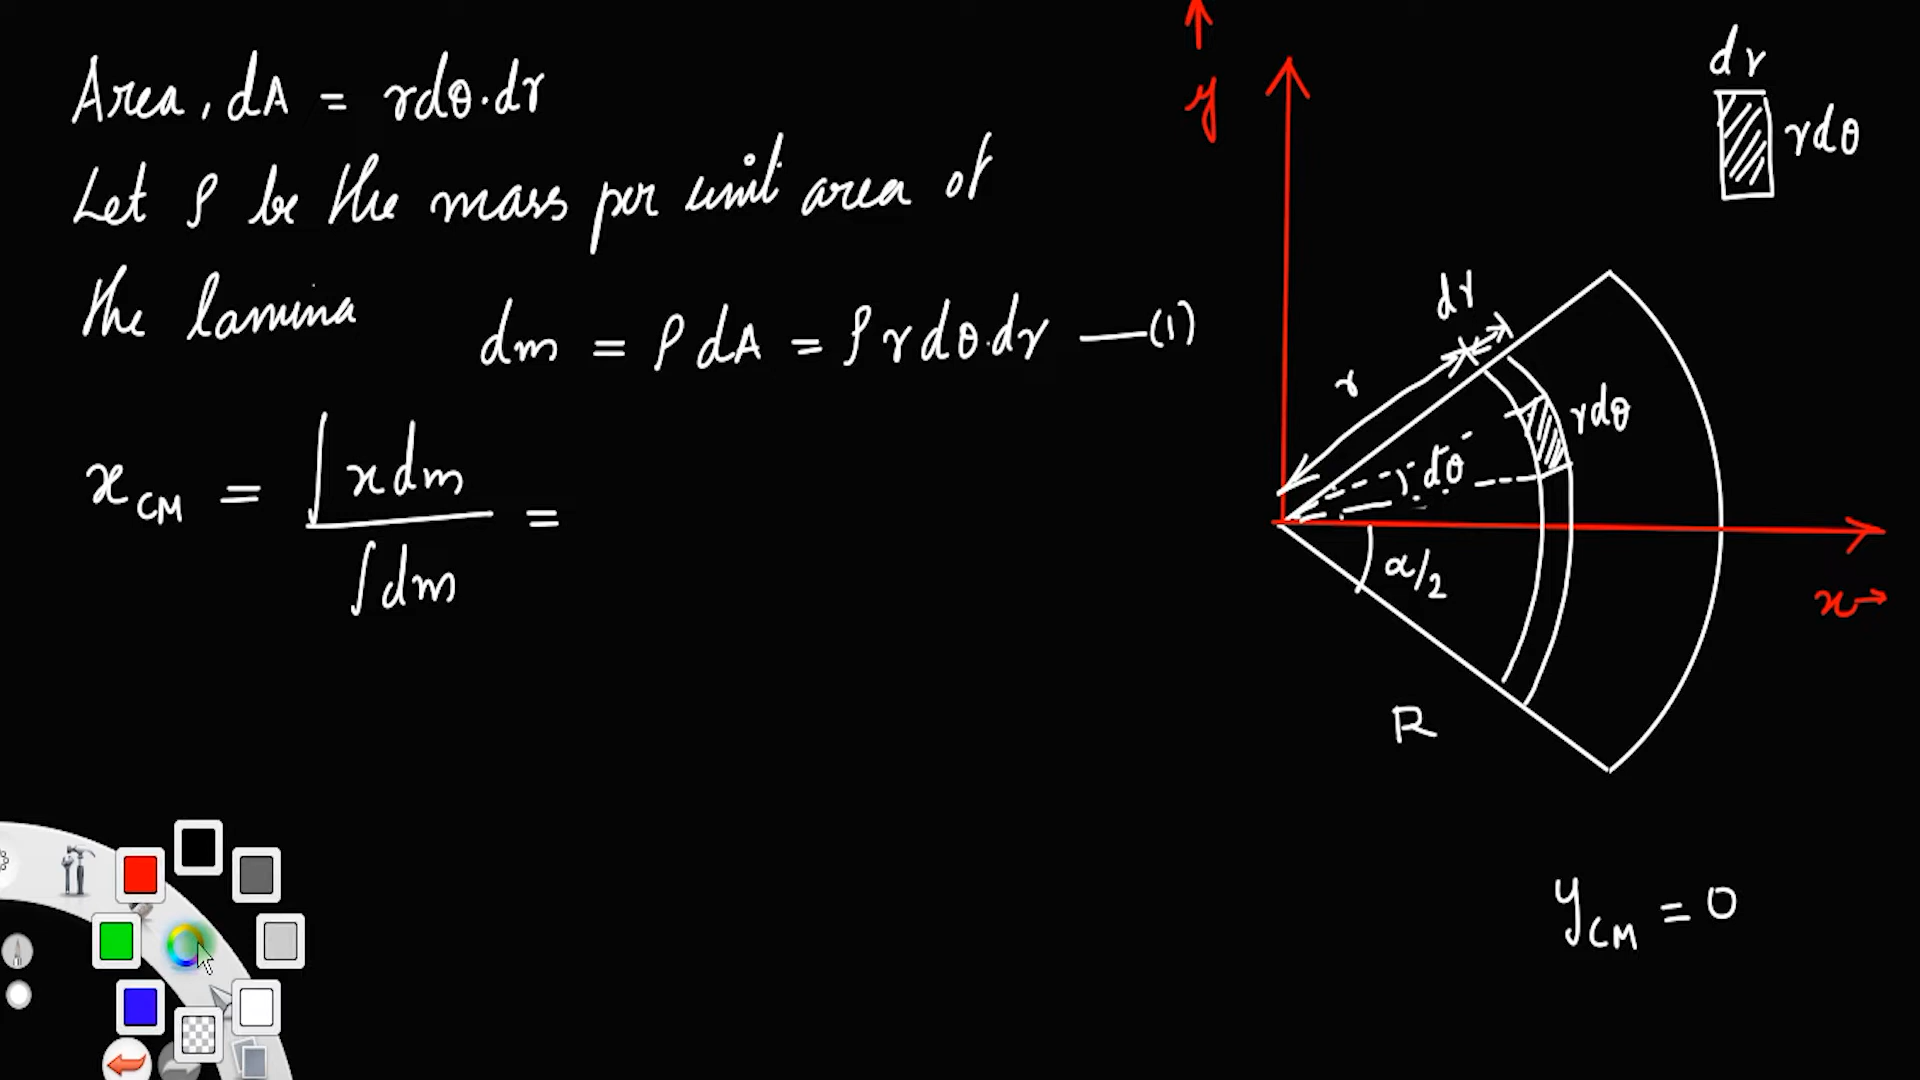 Area, dA = rdθ.dr
Let ρ be the mass per unit area of
the lamina
dm = ρ dA = ρ r dθ.dr —(1)
x_CM = ∫ x dm / ∫ dm =
y
dr
rdθ
dr
r
rdθ
dθ
α/2
x→
R
y_CM = 0